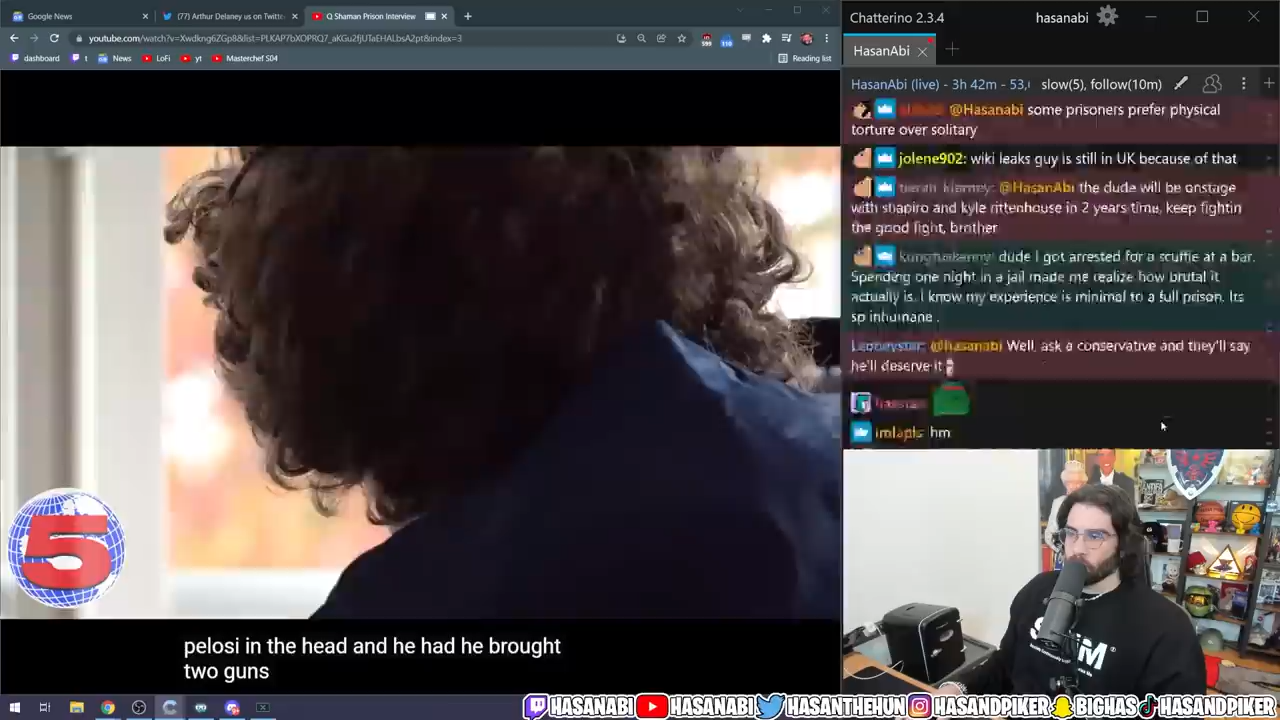 Google News
(77) Arthur Delaney us on Twitte
Q Shaman Prison Interview
youtube.com/watch?v=Xwdkng6ZGp8&list=PLKAP7bXOPRQ7_aKGu2fjUTaEHALbsA2pt&index=3
dashboard
t
News
LoFi
yt
Masterchef S04
Reading list
5
pelosi in the head and he had he brought
two guns
Chatterino 2.3.4
hasanabi
HasanAbi
HasanAbi (live) - 3h 42m - 53,(
slow(5), follow(10m)
@Hasanabi some prisoners prefer physical
torture over solitary
jolene902: wiki leaks guy is still in UK because of that
@HasanAbi the dude will be onstage
with shapiro and kyle rittenhouse in 2 years time, keep fightin
the good fight, brother
dude I got arrested for a scuffle at a bar.
Spending one night in a jail made me realize how brutal it
actually is. I know my experience is minimal to a full prison. Its
so inhumane .
@hasanabi Well, ask a conservative and they'll say
he'll deserve it
hm
HASANABI
HASANABI
HASANTHEHUN
HASANDPIKER
BIGHAS
HASANDPIKER